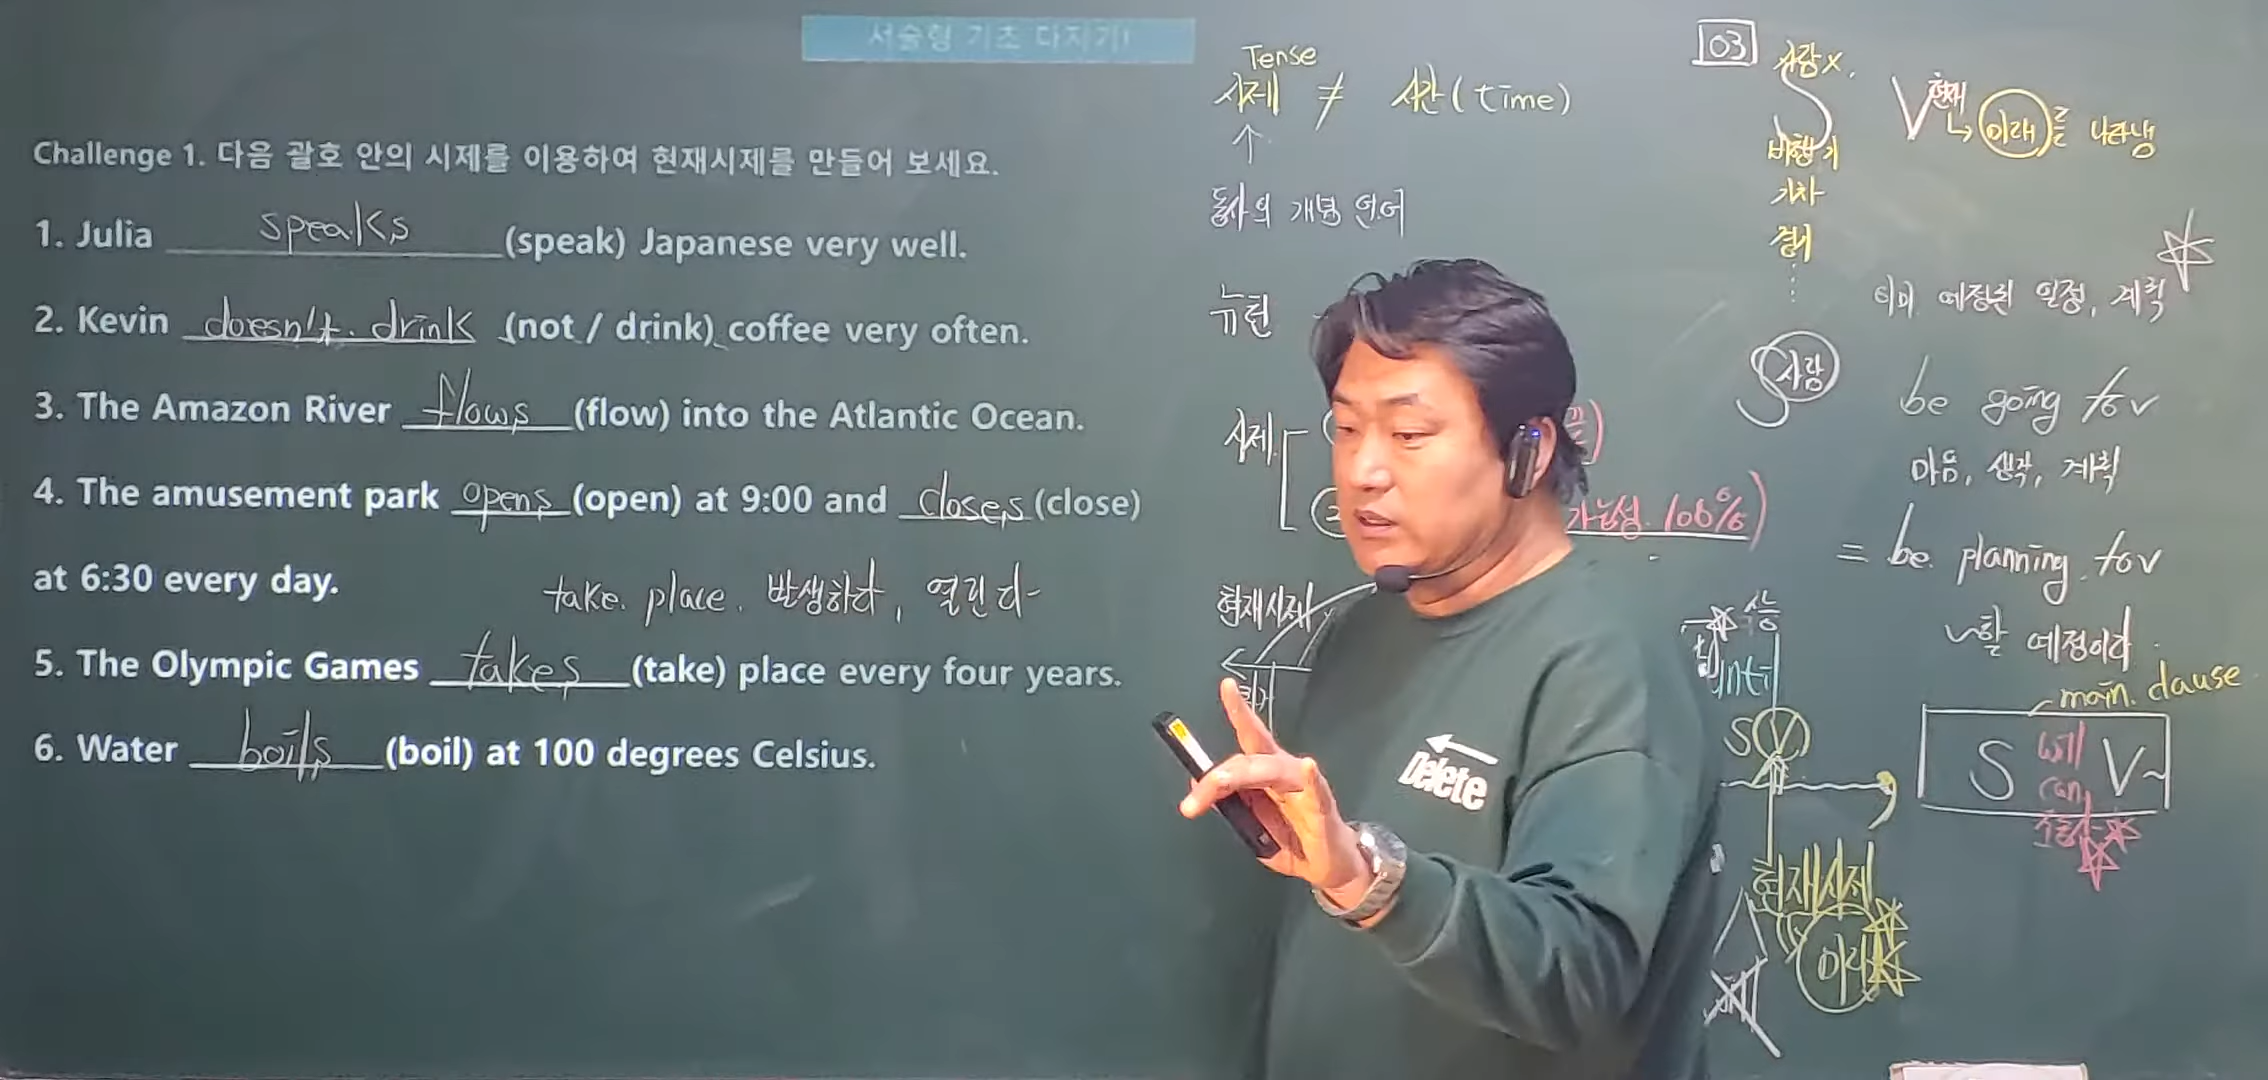 서술형 기초 다지기!
Challenge 1. 다음 괄호 안의 시제를 이용하여 현재시제를 만들어 보세요.
1. Julia speaks (speak) Japanese very well.
2. Kevin doesn't drink (not / drink) coffee very often.
3. The Amazon River flows (flow) into the Atlantic Ocean.
4. The amusement park opens (open) at 9:00 and closes (close)
at 6:30 every day.
take place. 발생하다, 열린다
5. The Olympic Games takes (take) place every four years.
6. Water boils (boil) at 100 degrees Celsius.
Tense
시제 ≠ 시간 (time)
↑
동사의 개념 언어
뉴턴
시제
가능성 100%)
현재시제
Delete
03
사람 X.
S
비행기
기차
경기
V 현재
↳ 미래를 나타냄
이미 예정된 일정, 계획
S 사람
be going to v
마음, 생각, 계획
= be planning to v
~할 예정이다
main clause
S will V~
can
S V
현재시제
미래